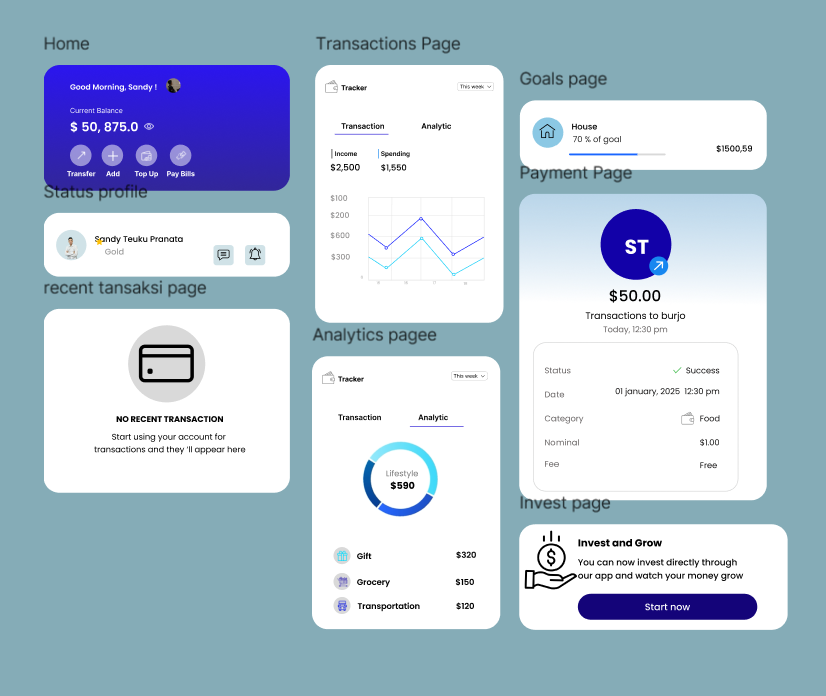 Home
Good Morning, Sandy !
Current Balance
$ 50, 875.0
Transfer Add Top Up Pay Bills
Status profile
Sandy Teuku Pranata
Gold
recent tansaksi page
NO RECENT TRANSACTION
Start using your account for
transactions and they 'll appear here
Transactions Page
Tracker This week
Transaction Analytic
Income Spending
$2,500 $1,550
$100
$200
$600
$300
Analytics pagee
Tracker This week
Transaction Analytic
Lifestyle
$590
Gift $320
Grocery $150
Transportation $120
Goals page
House
70 % of goal
$1500,59
Payment Page
ST
$50.00
Transactions to burjo
Today, 12:30 pm
Status Success
Date 01 january, 2025 12:30 pm
Category Food
Nominal $1.00
Fee Free
Invest page
$
Invest and Grow
You can now invest directly through
our app and watch your money grow
Start now